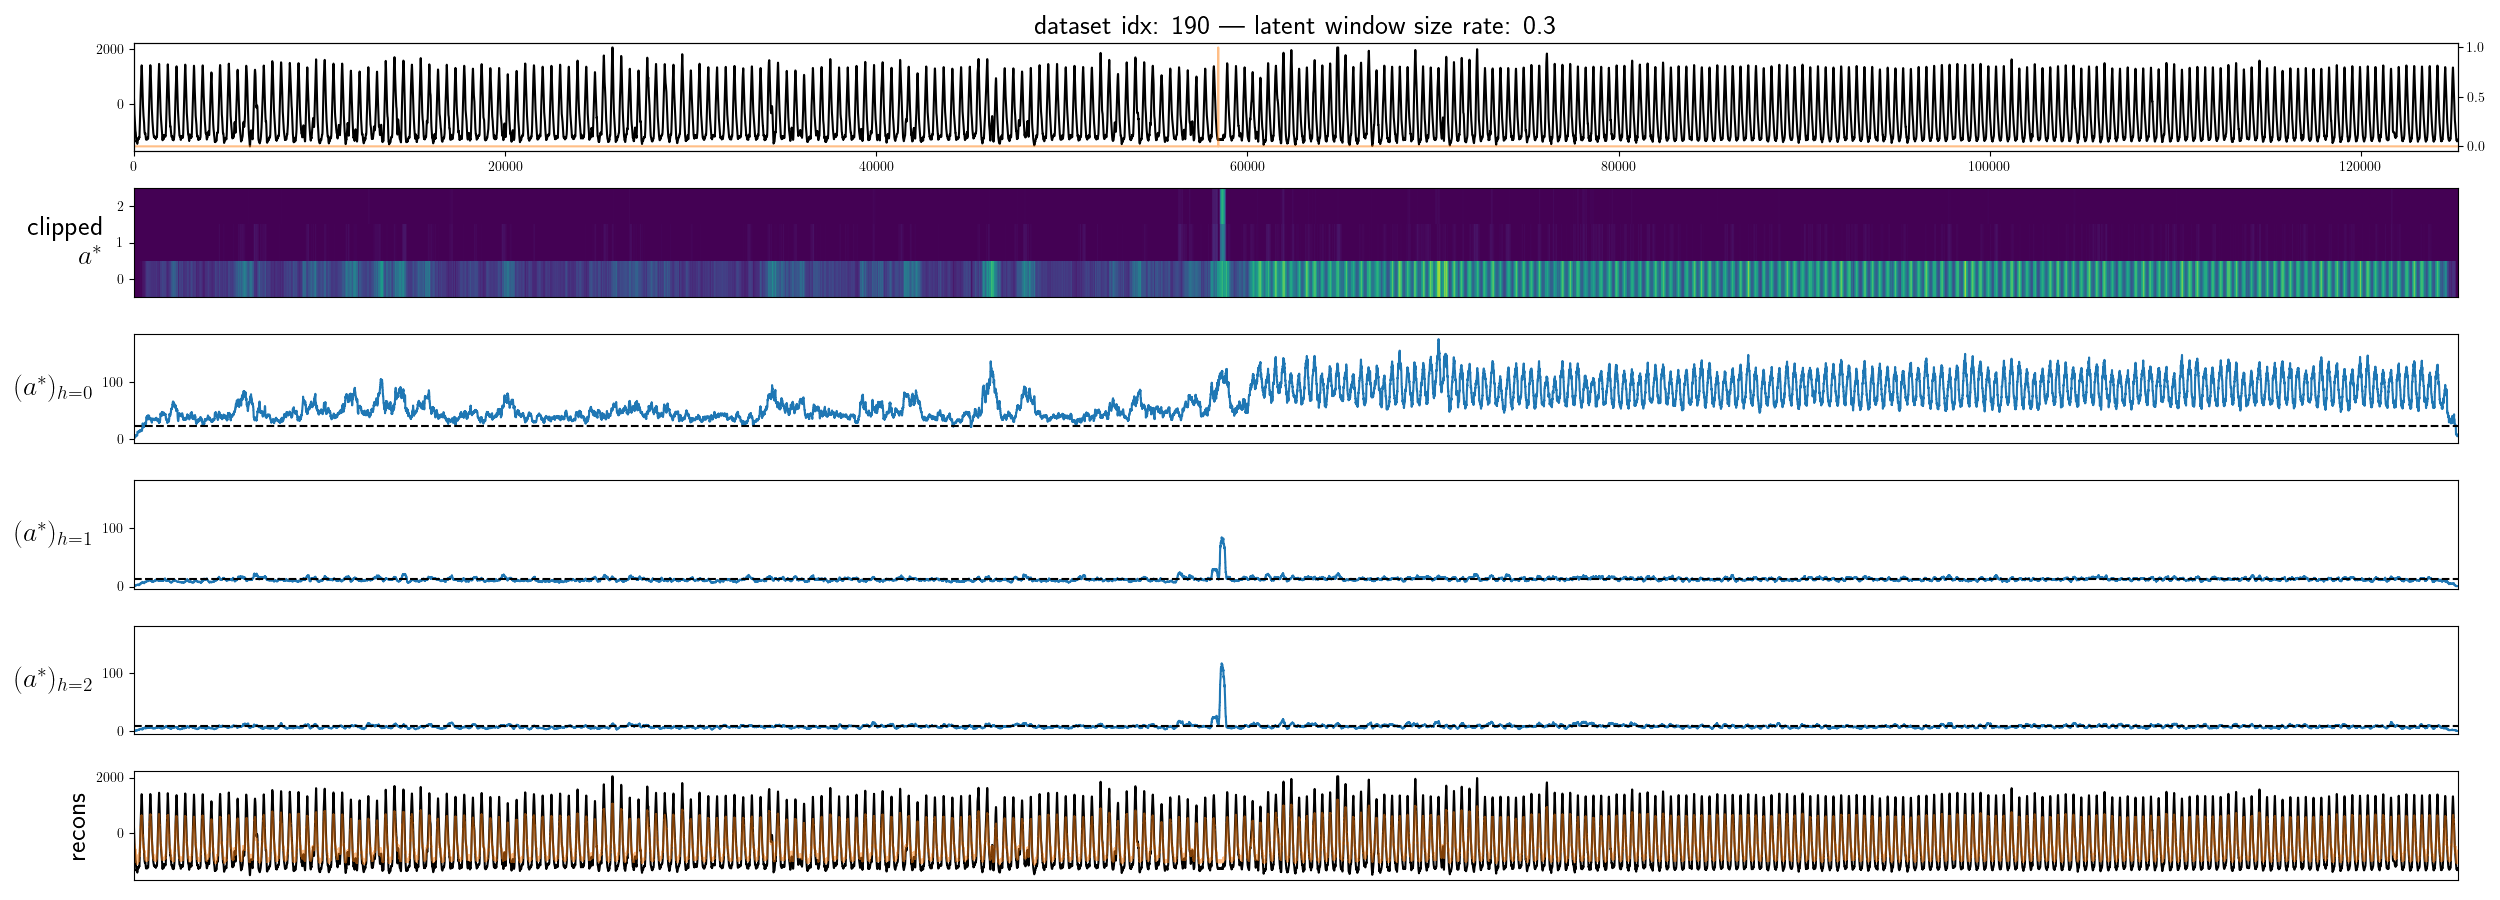 dataset idx: 190 — latent window size rate: 0.3
2000
0
1.0
0.5
0.0
0 20000 40000 60000 80000 100000 120000
clipped
a*
2
1
0
(a*)h=0
100
0
(a*)h=1
100
0
(a*)h=2
100
0
recons
2000
0